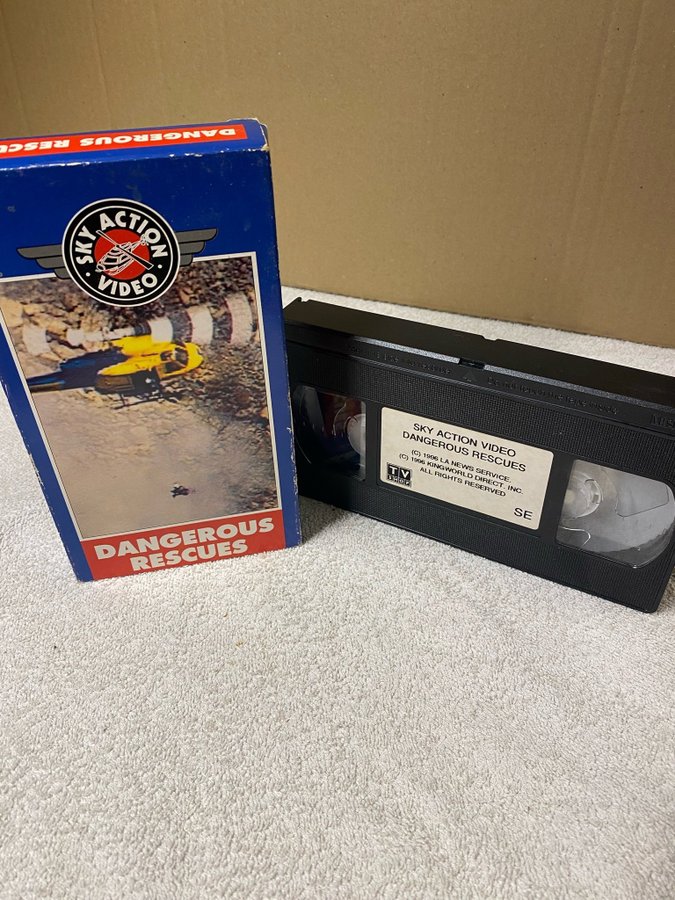 DANGEROUS RESCU
SKY ACTION
VIDEO
DANGEROUS
RESCUES
SKY ACTION VIDEO
DANGEROUS RESCUES
(C) 1996 LA NEWS SERVICE.
(C) 1996 KINGWORLD DIRECT. INC.
ALL RIGHTS RESERVED
TV
SE